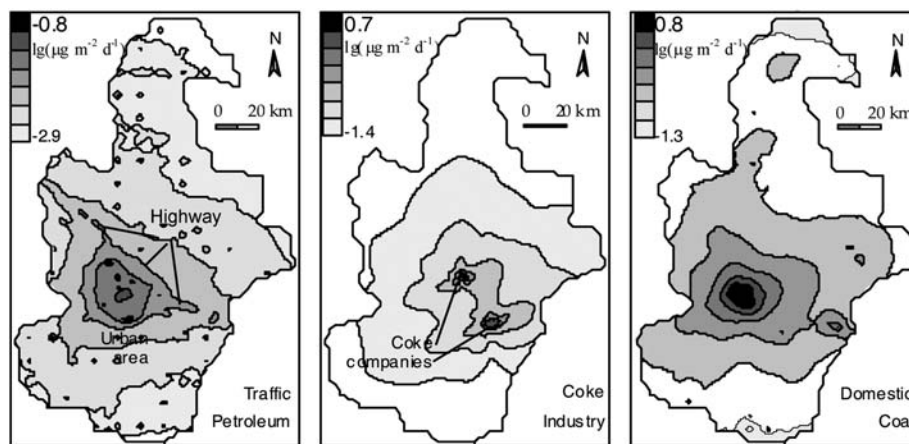 -0.8
lg(µg m⁻² d⁻¹)
N
0 20 km
-2.9
Highway
Urban
area
Traffic
Petroleum
0.7
lg(µg m⁻² d⁻¹)
N
0 20 km
-1.4
Coke
companies
Coke
Industry
0.8
lg(µg m⁻² d⁻¹)
N
0 20 km
-1.3
Domestic
Coal